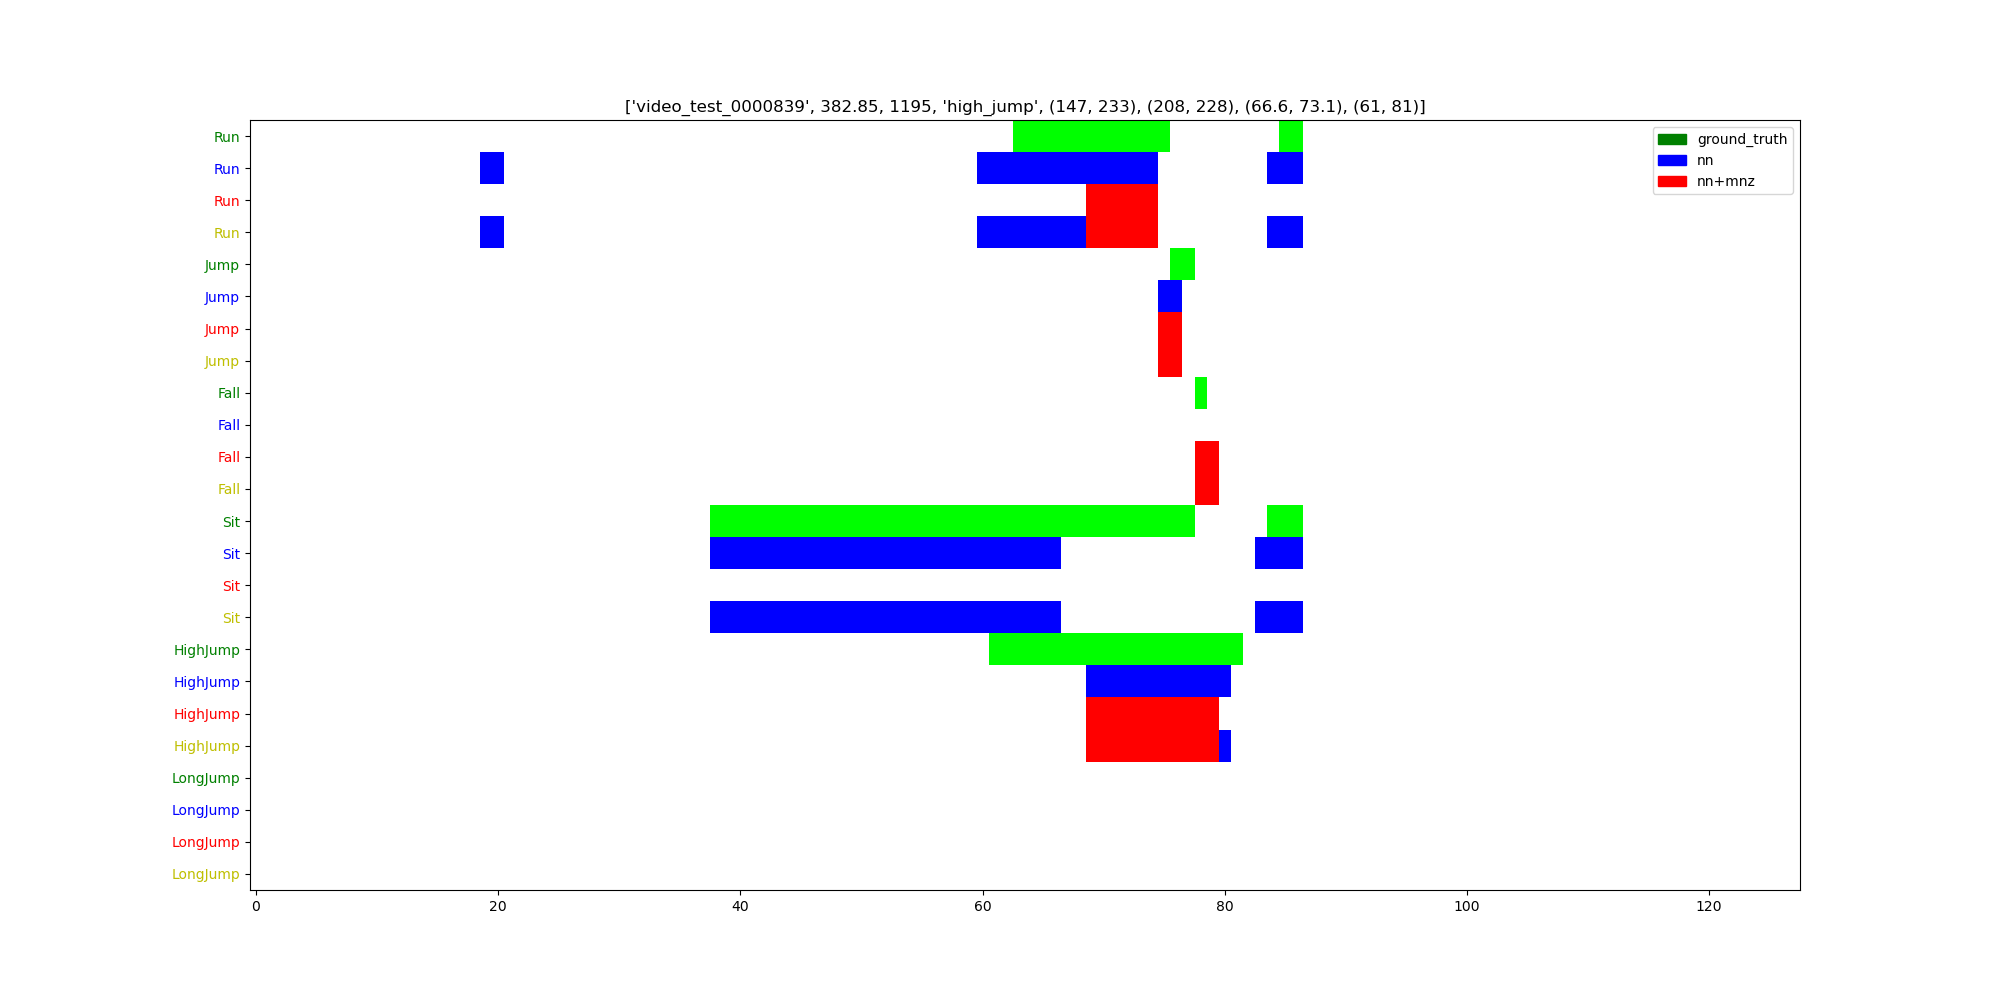 ['video_test_0000839', 382.85, 1195, 'high_jump', (147, 233), (208, 228), (66.6, 73.1), (61, 81)]
Run
Run
Run
Run
Jump
Jump
Jump
Jump
Fall
Fall
Fall
Fall
Sit
Sit
Sit
Sit
HighJump
HighJump
HighJump
HighJump
LongJump
LongJump
LongJump
LongJump
ground_truth
nn
nn+mnz
0 20 40 60 80 100 120